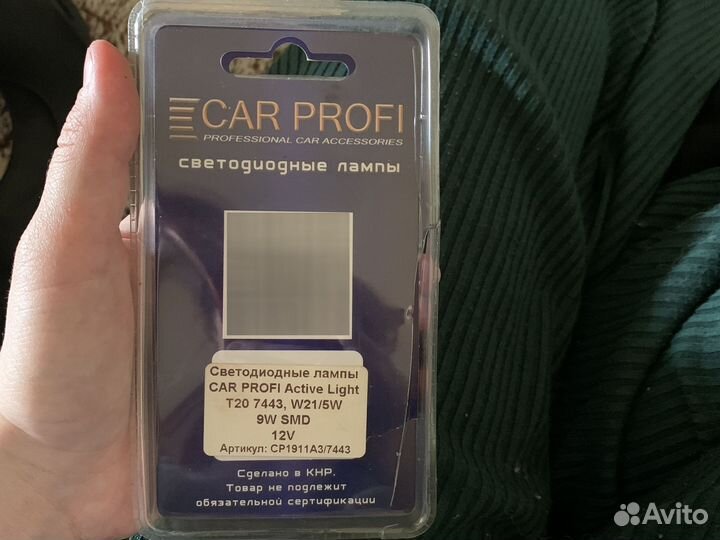 CAR PROFI
PROFESSIONAL CAR ACCESSORIES
светодиодные лампы
Светодиодные лампы
CAR PROFI Active Light
T20 7443, W21/5W
9W SMD
12V
Артикул: CP1911A3/7443
Сделано в КНР.
Товар не подлежит
обязательной сертификации
Avito